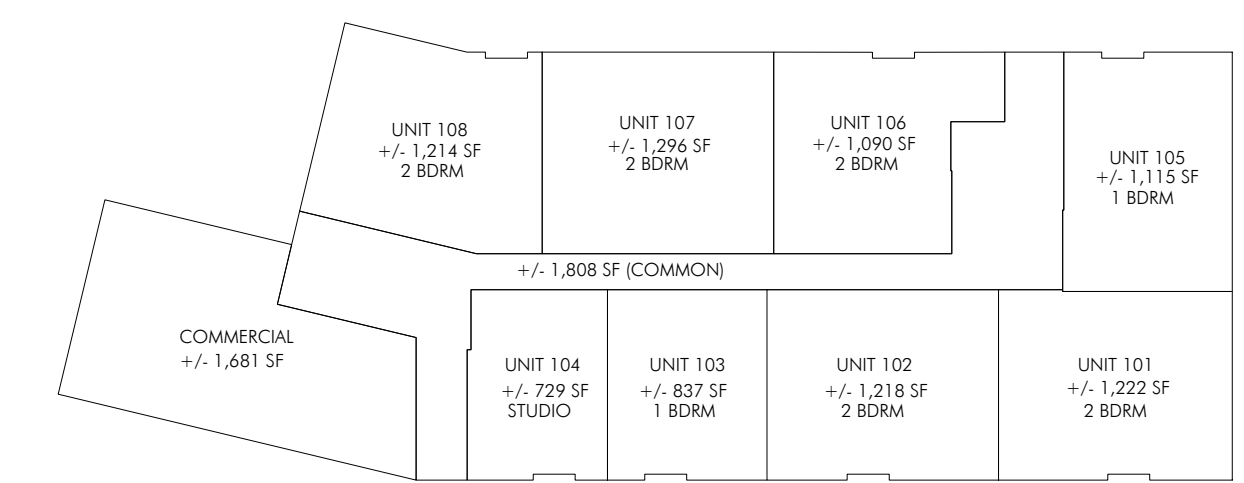 UNIT 108
+/- 1,214 SF
2 BDRM
UNIT 107
+/- 1,296 SF
2 BDRM
UNIT 106
+/- 1,090 SF
2 BDRM
UNIT 105
+/- 1,115 SF
1 BDRM
+/- 1,808 SF (COMMON)
COMMERCIAL
+/- 1,681 SF
UNIT 104
+/- 729 SF
STUDIO
UNIT 103
+/- 837 SF
1 BDRM
UNIT 102
+/- 1,218 SF
2 BDRM
UNIT 101
+/- 1,222 SF
2 BDRM